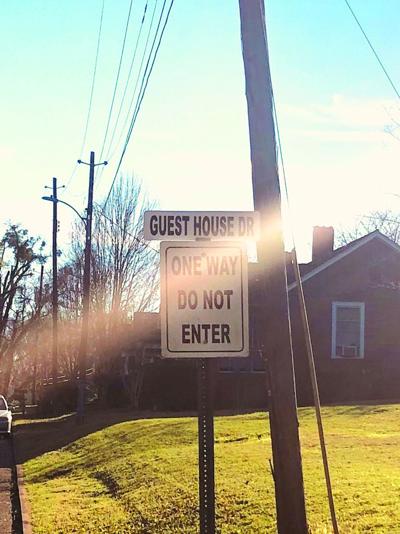 GUEST HOUSE DR
ONE WAY
DO NOT
ENTER